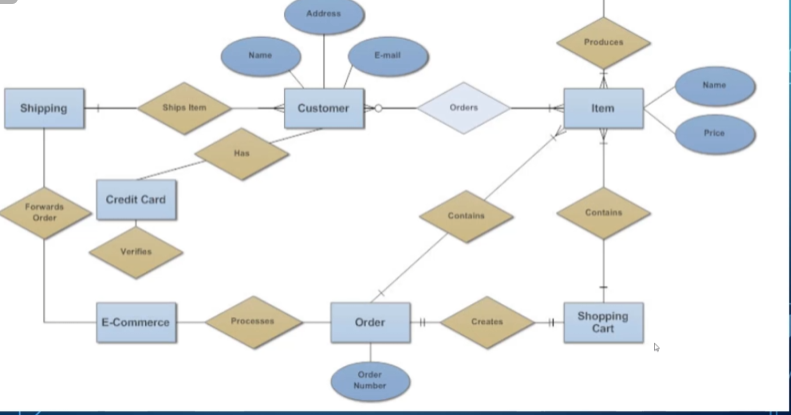 Address
Produces
Name
E-mail
Name
Shipping
Ships Item
Customer
Orders
Item
Price
Has
Credit Card
Forwards
Order
Contains
Contains
Verifies
E-Commerce
Processes
Order
Creates
Shopping
Cart
Order
Number